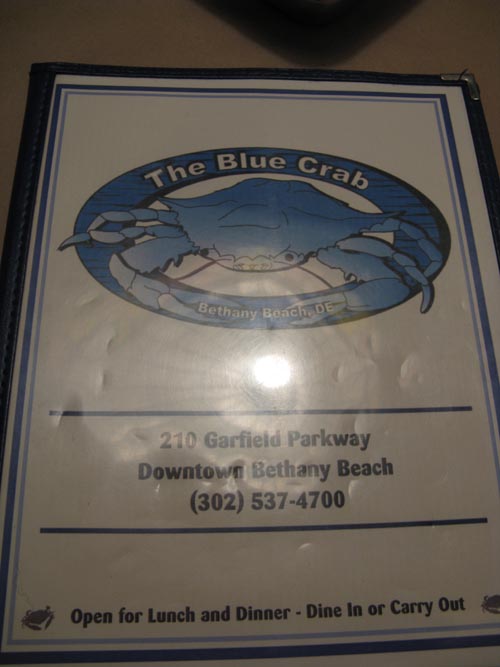 The Blue Crab
Bethany Beach, DE
210 Garfield Parkway
Downtown Bethany Beach
(302) 537-4700
Open for Lunch and Dinner - Dine In or Carry Out